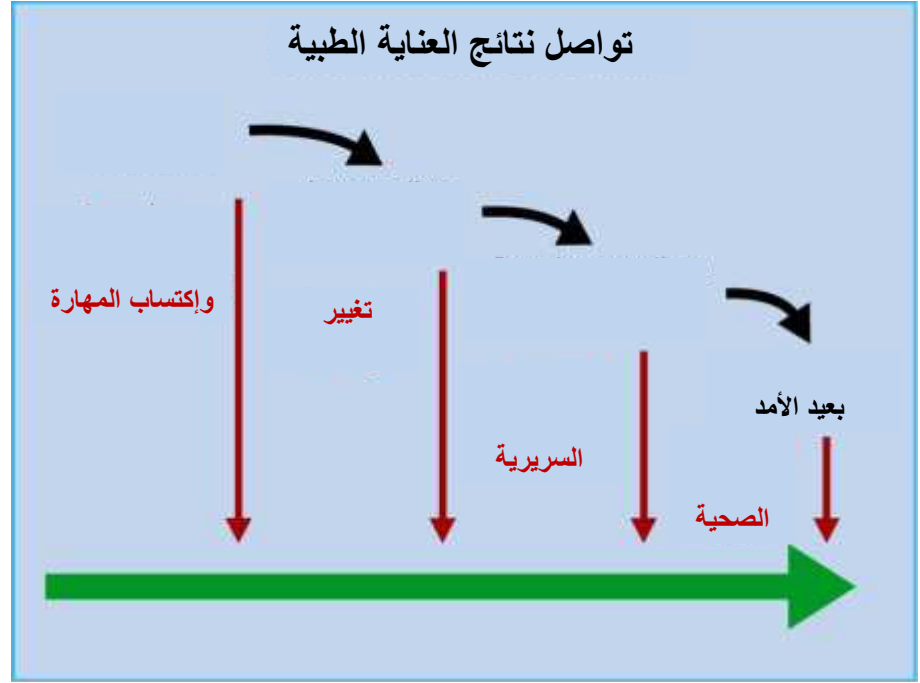 تواصل نتائج العناية الطبية
وإكتساب المهارة
تغيير
بعيد الأمد
السريرية
الصحية